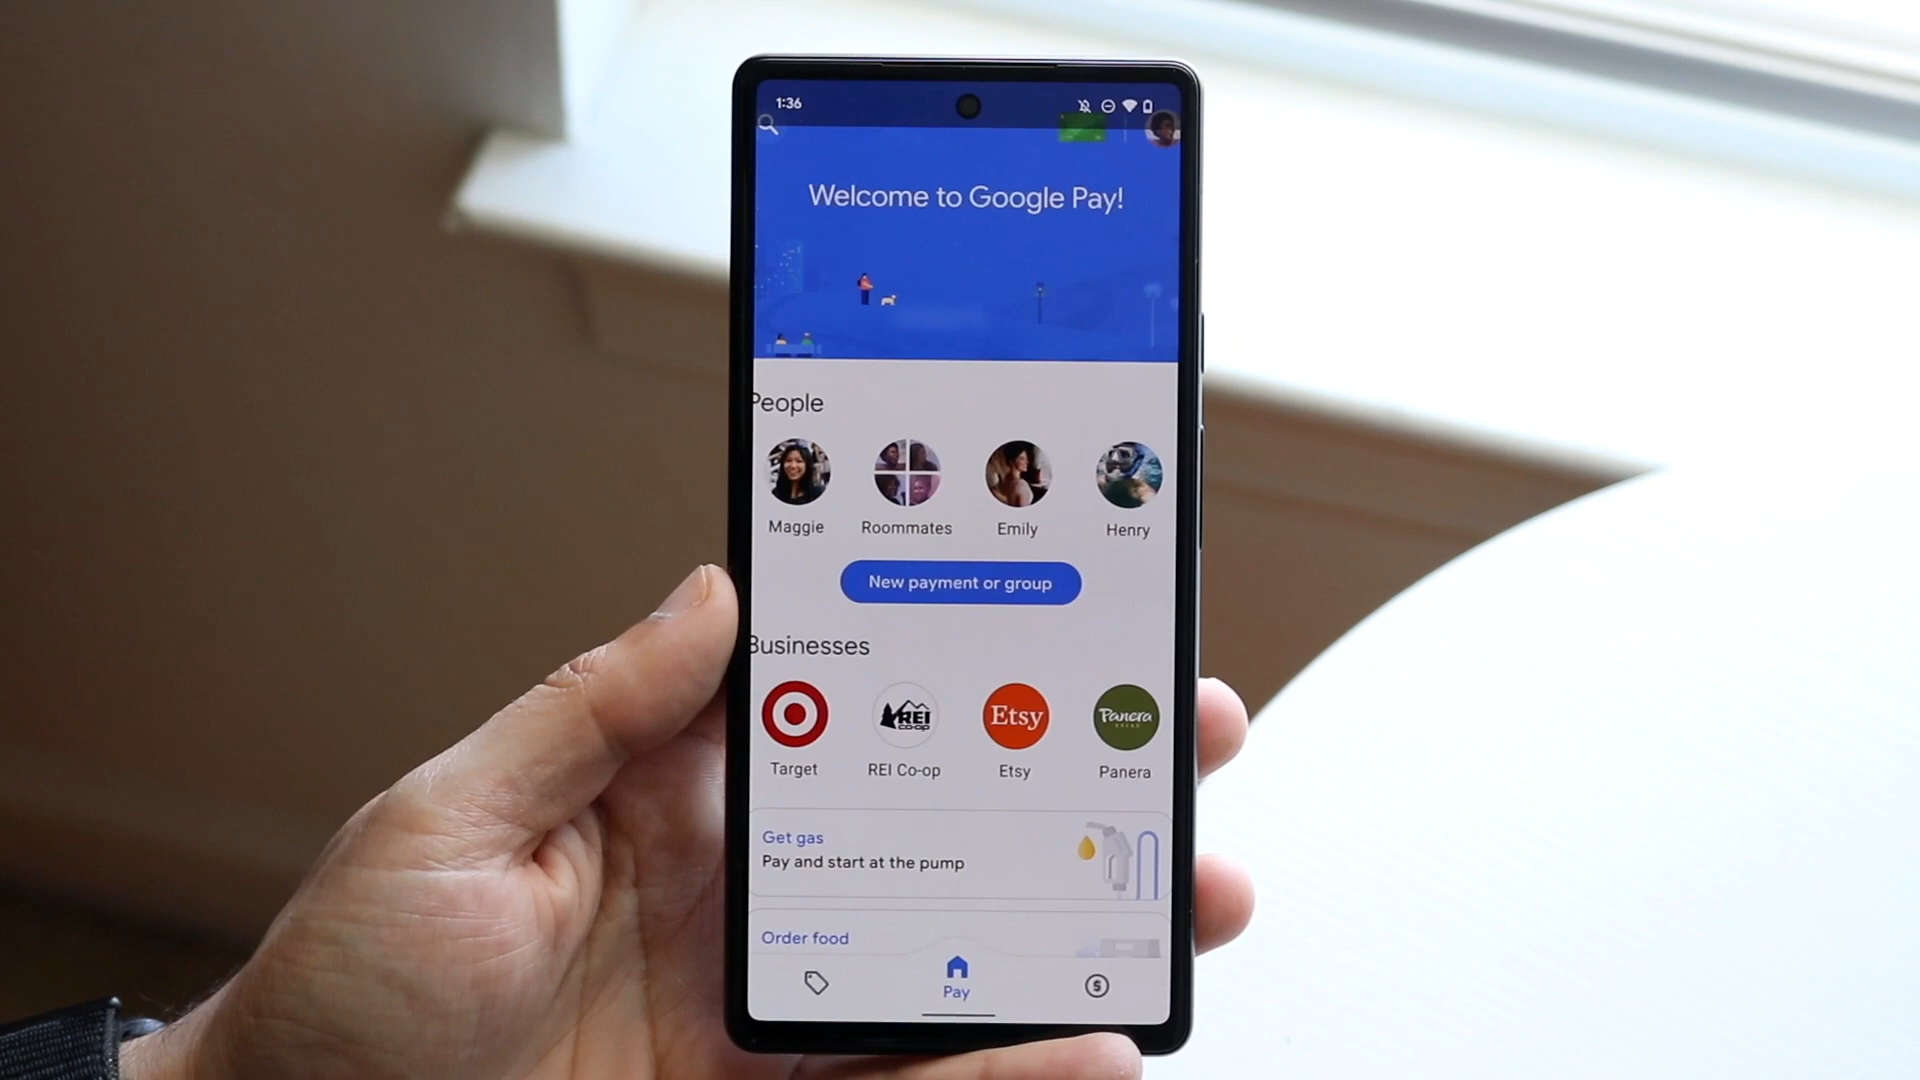 1:36
Welcome to Google Pay!
People
Maggie Roommates Emily Henry
New payment or group
Businesses
REI
co-op
Etsy
Panera
BREAD
Target REI Co-op Etsy Panera
Get gas
Pay and start at the pump
Order food
$
Pay